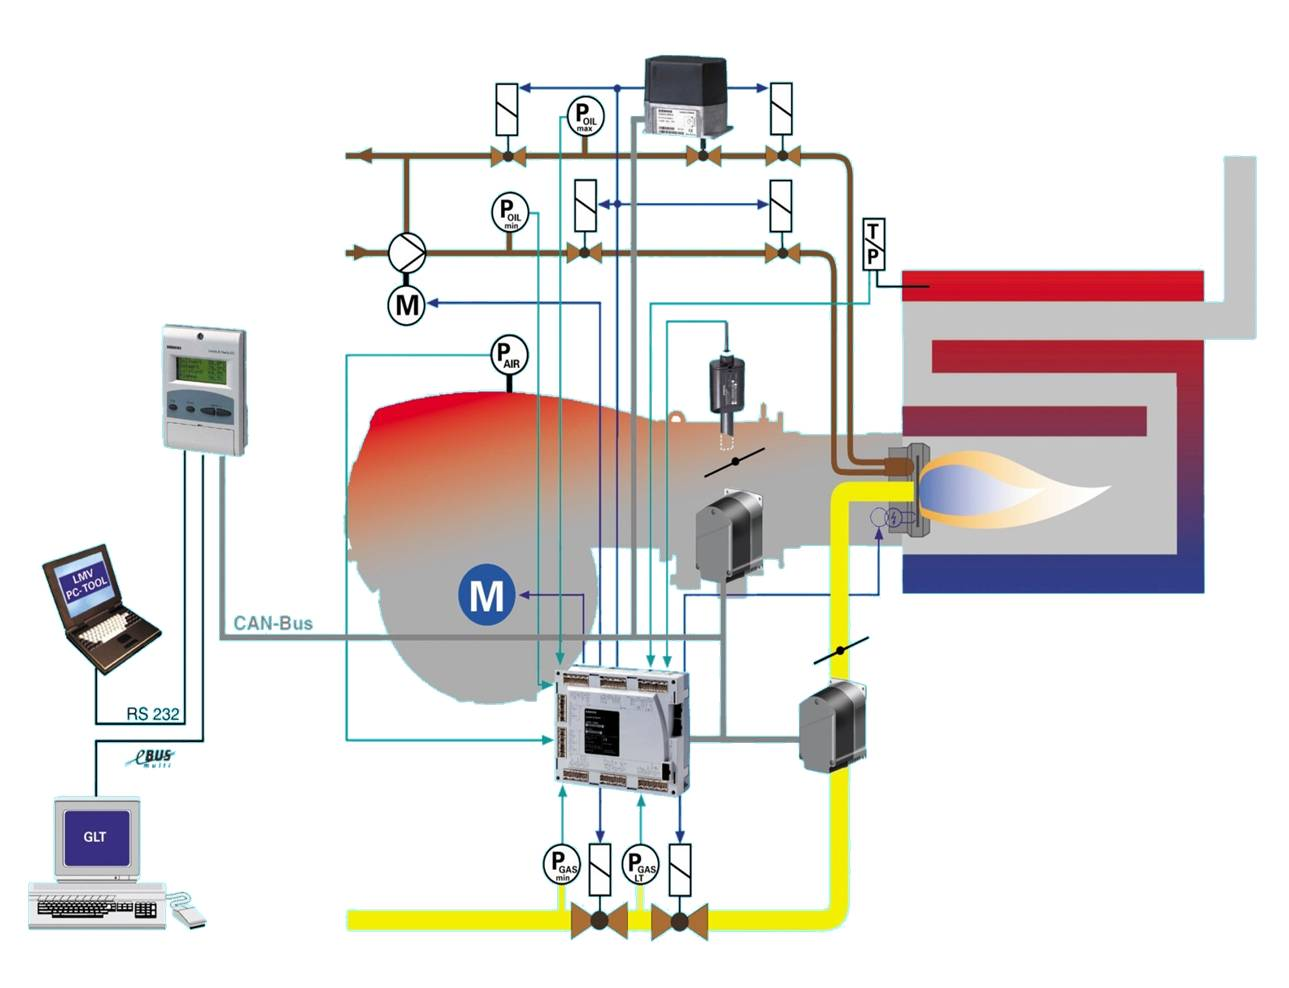 P
OIL
max
P
OIL
min
T/P
M
P
AIR
SIEMENS
LMV
PC-TOOL
M
CAN-Bus
RS 232
eBUS
multi
GLT
P
GAS
min
P
GAS
LT